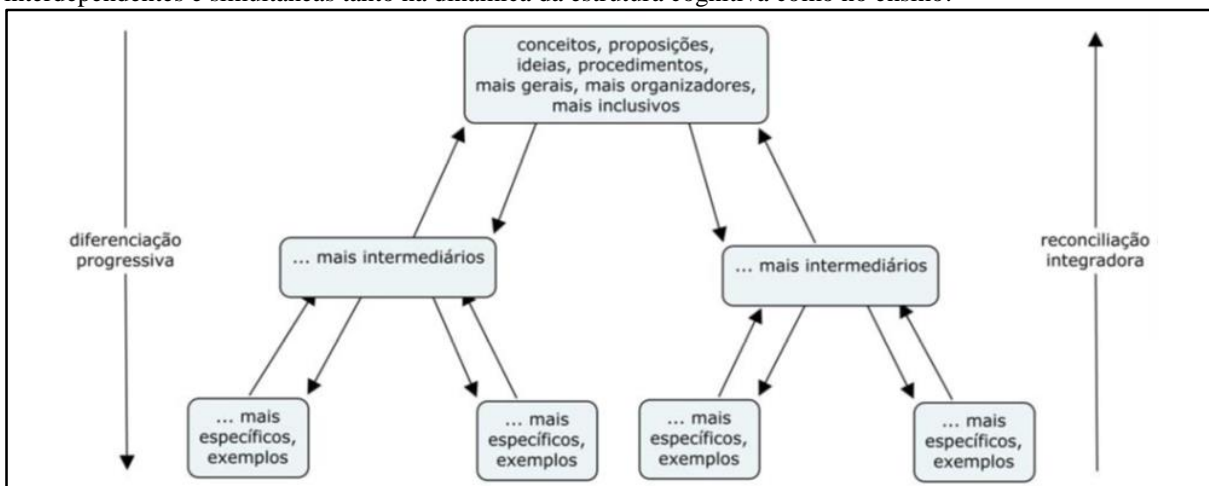 interdependentes e simultâneas tanto na dinâmica da estrutura cognitiva como no ensino.
conceitos, proposições,
ideias, procedimentos,
mais gerais, mais organizadores,
mais inclusivos
diferenciação
progressiva
... mais intermediários
... mais intermediários
reconciliação
integradora
... mais
específicos,
exemplos
... mais
específicos,
exemplos
... mais
específicos,
exemplos
... mais
específicos,
exemplos